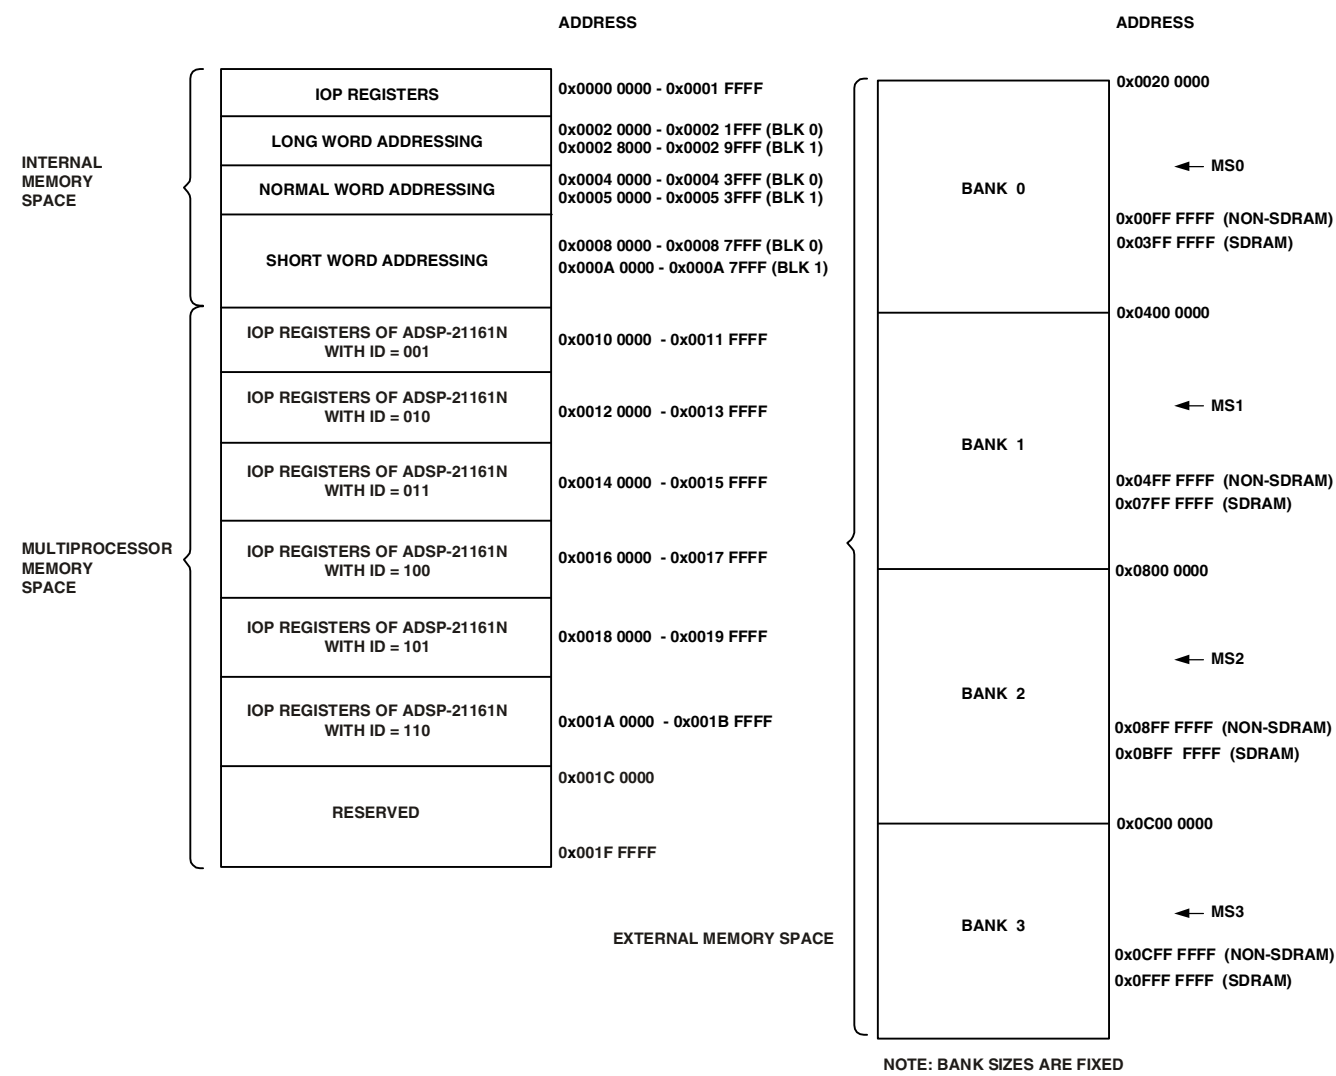 ADDRESS
INTERNAL
MEMORY
SPACE
IOP REGISTERS
0x0000 0000 - 0x0001 FFFF
LONG WORD ADDRESSING
0x0002 0000 - 0x0002 1FFF (BLK 0)
0x0002 8000 - 0x0002 9FFF (BLK 1)
NORMAL WORD ADDRESSING
0x0004 0000 - 0x0004 3FFF (BLK 0)
0x0005 0000 - 0x0005 3FFF (BLK 1)
SHORT WORD ADDRESSING
0x0008 0000 - 0x0008 7FFF (BLK 0)
0x000A 0000 - 0x000A 7FFF (BLK 1)
MULTIPROCESSOR
MEMORY
SPACE
IOP REGISTERS OF ADSP-21161N
WITH ID = 001
0x0010 0000 - 0x0011 FFFF
IOP REGISTERS OF ADSP-21161N
WITH ID = 010
0x0012 0000 - 0x0013 FFFF
IOP REGISTERS OF ADSP-21161N
WITH ID = 011
0x0014 0000 - 0x0015 FFFF
IOP REGISTERS OF ADSP-21161N
WITH ID = 100
0x0016 0000 - 0x0017 FFFF
IOP REGISTERS OF ADSP-21161N
WITH ID = 101
0x0018 0000 - 0x0019 FFFF
IOP REGISTERS OF ADSP-21161N
WITH ID = 110
0x001A 0000 - 0x001B FFFF
0x001C 0000
RESERVED
0x001F FFFF
ADDRESS
EXTERNAL MEMORY SPACE
0x0020 0000
BANK 0
MS0
0x00FF FFFF (NON-SDRAM)
0x03FF FFFF (SDRAM)
0x0400 0000
BANK 1
MS1
0x04FF FFFF (NON-SDRAM)
0x07FF FFFF (SDRAM)
0x0800 0000
BANK 2
MS2
0x08FF FFFF (NON-SDRAM)
0x0BFF FFFF (SDRAM)
0x0C00 0000
BANK 3
MS3
0x0CFF FFFF (NON-SDRAM)
0x0FFF FFFF (SDRAM)
NOTE: BANK SIZES ARE FIXED